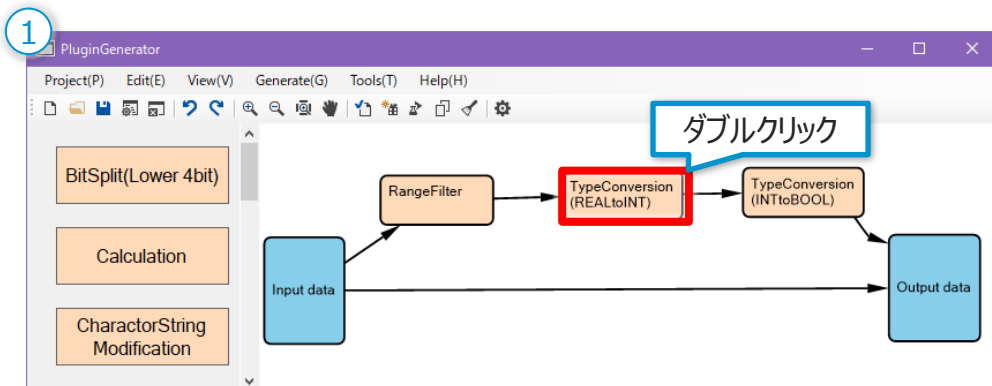 1
PluginGenerator
Project(P) Edit(E) View(V) Generate(G) Tools(T) Help(H)
ダブルクリック
BitSplit(Lower 4bit)
Calculation
CharactorString
Modification
RangeFilter
TypeConversion
(REALtoINT)
TypeConversion
(INTtoBOOL)
Input data
Output data